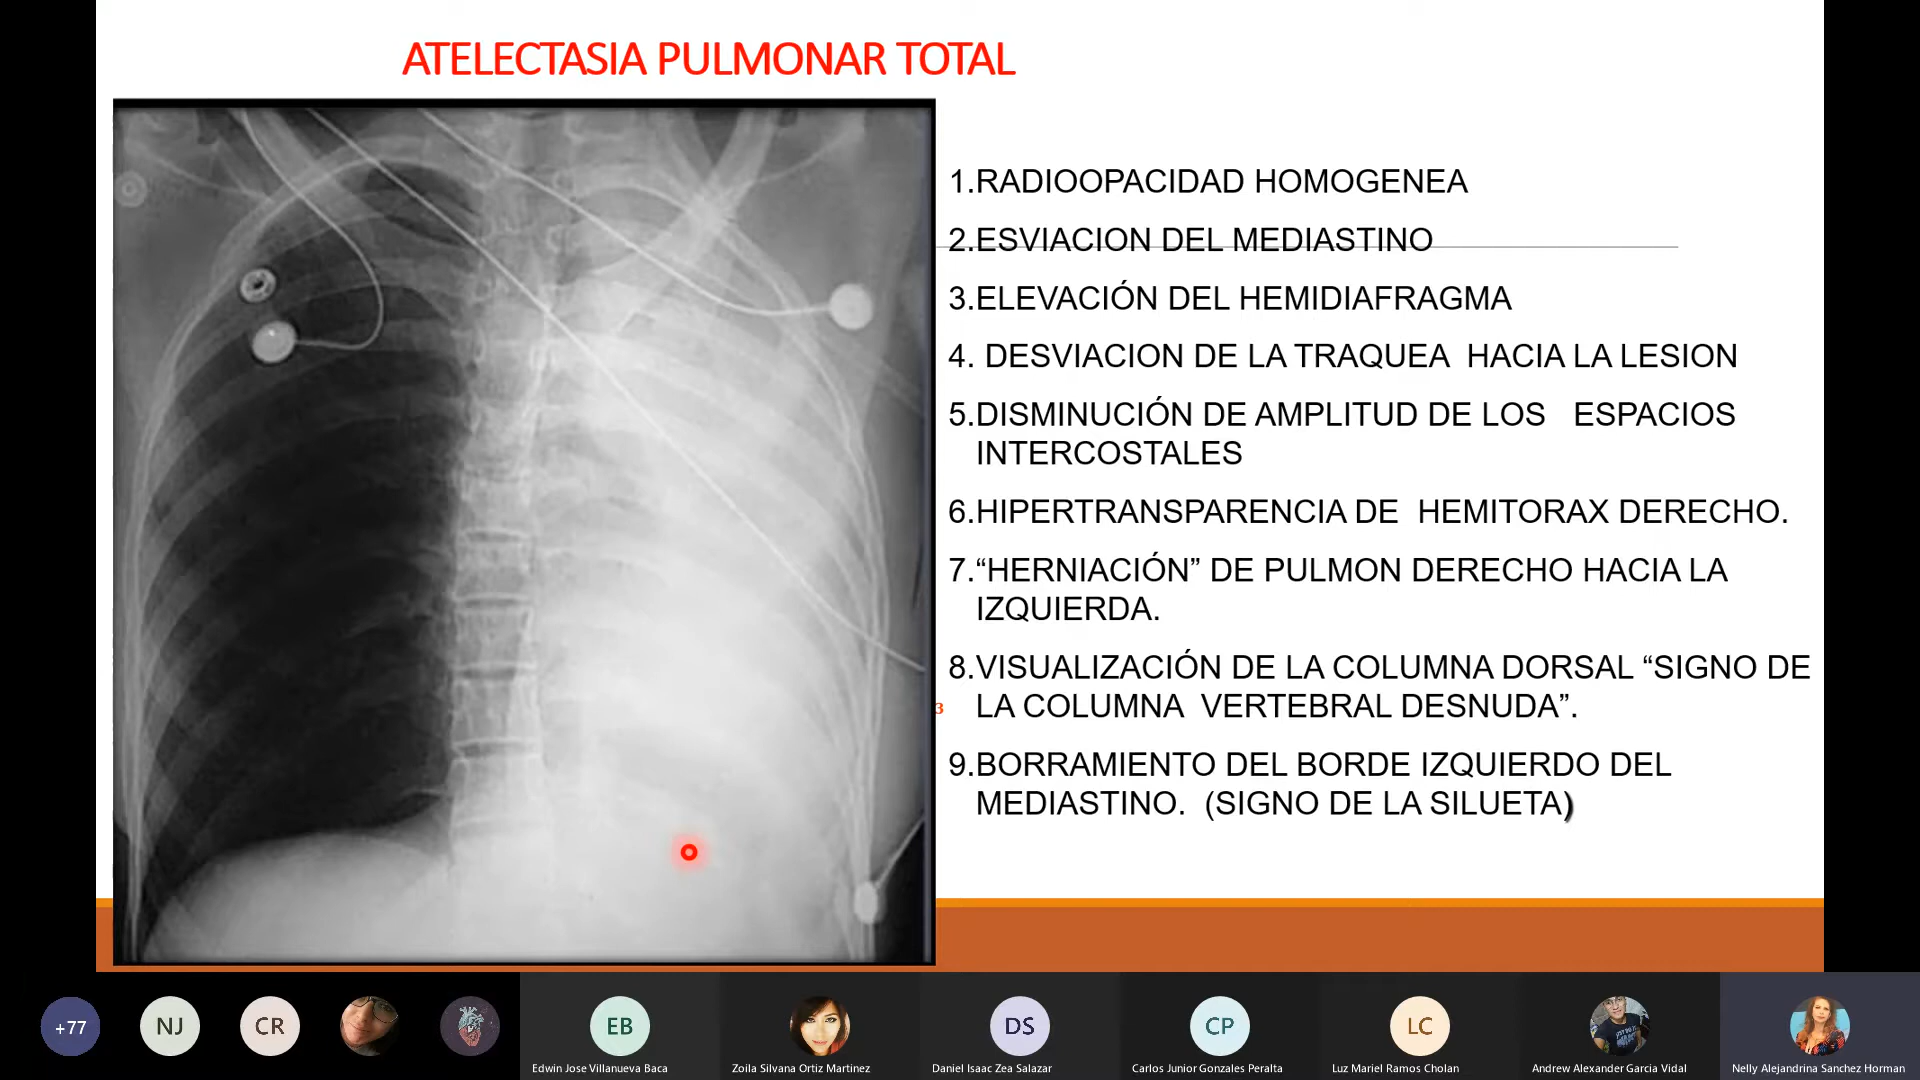 ATELECTASIA PULMONAR TOTAL
1.RADIOOPACIDAD HOMOGENEA
2.ESVIACION DEL MEDIASTINO
3.ELEVACIÓN DEL HEMIDIAFRAGMA
4. DESVIACION DE LA TRAQUEA HACIA LA LESION
5.DISMINUCIÓN DE AMPLITUD DE LOS ESPACIOS
INTERCOSTALES
6.HIPERTRANSPARENCIA DE HEMITORAX DERECHO.
7.“HERNIACIÓN” DE PULMON DERECHO HACIA LA
IZQUIERDA.
8.VISUALIZACIÓN DE LA COLUMNA DORSAL “SIGNO DE
LA COLUMNA VERTEBRAL DESNUDA”.
3
9.BORRAMIENTO DEL BORDE IZQUIERDO DEL
MEDIASTINO. (SIGNO DE LA SILUETA)
+77
NJ
CR
EB
DS
CP
LC
Edwin Jose Villanueva Baca
Zoila Silvana Ortiz Martinez
Daniel Isaac Zea Salazar
Carlos Junior Gonzales Peralta
Luz Mariel Ramos Cholan
Andrew Alexander Garcia Vidal
Nelly Alejandrina Sanchez Horman